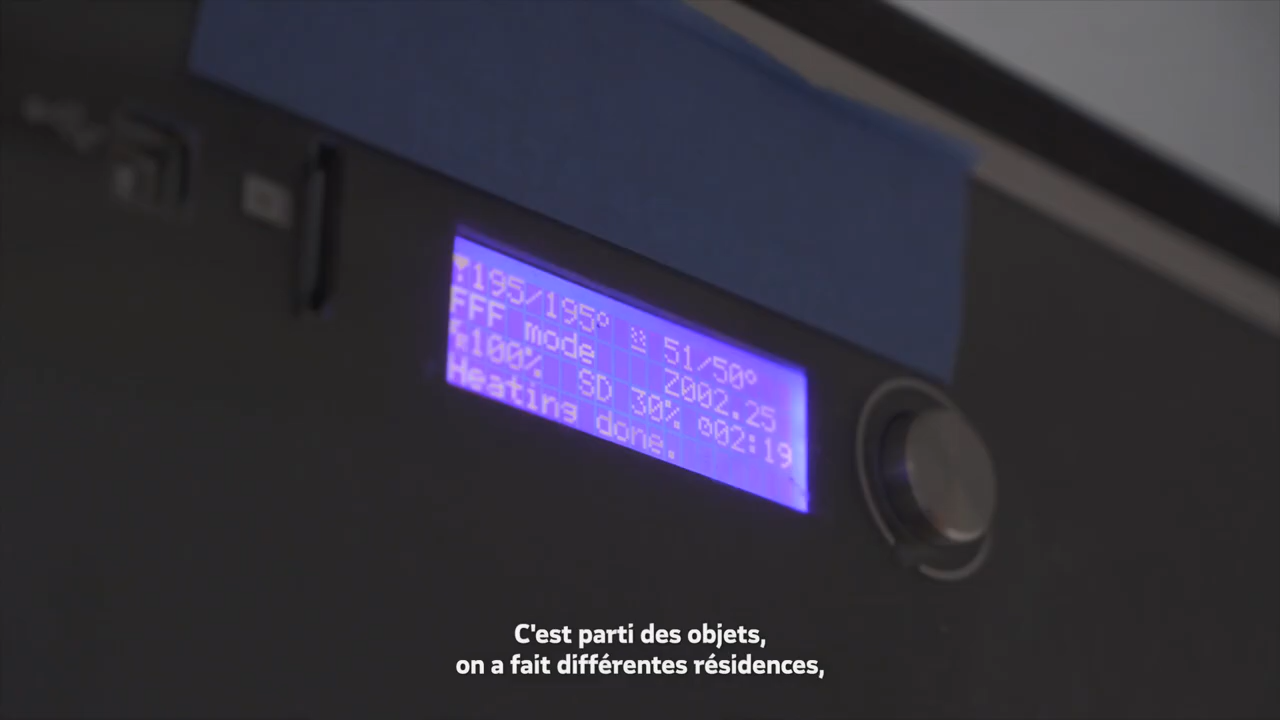 195/195° 51/50°
FFF mode Z002.25
100% SD 30% 02:19
Heating done.
C'est parti des objets,
on a fait différentes résidences,